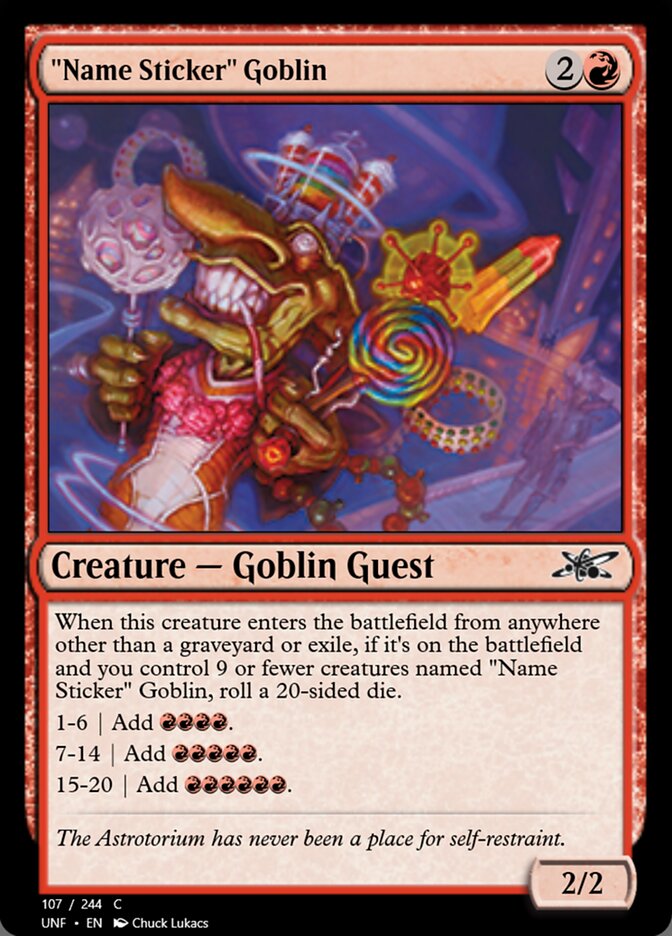 "Name Sticker" Goblin 2
Creature — Goblin Guest
When this creature enters the battlefield from anywhere
other than a graveyard or exile, if it's on the battlefield
and you control 9 or fewer creatures named "Name
Sticker" Goblin, roll a 20-sided die.
1-6 | Add .
7-14 | Add .
15-20 | Add .
The Astrotorium has never been a place for self-restraint.
2/2
107 / 244 C
UNF • EN Chuck Lukacs